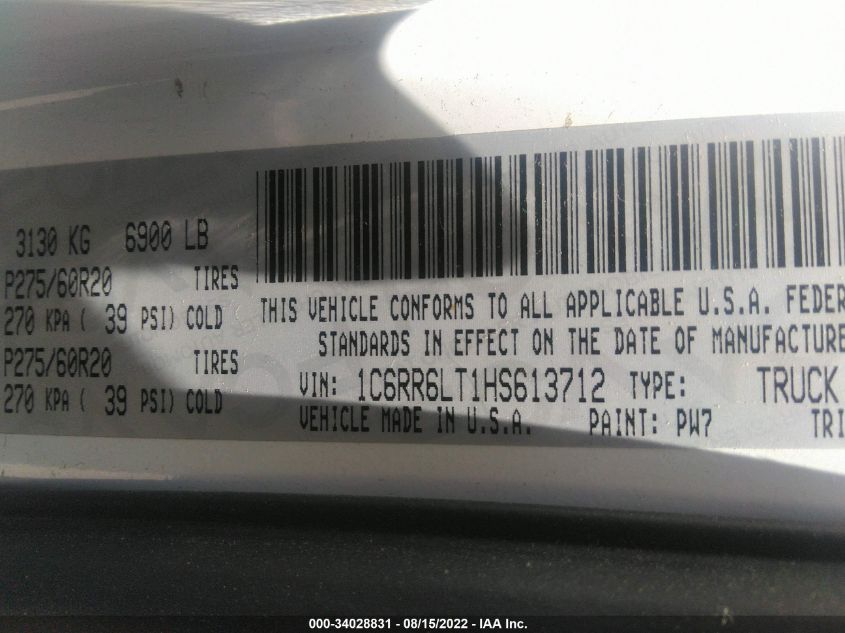 3130 KG 6900 LB
P275/60R20 TIRES
270 KPA ( 39 PSI) COLD
P275/60R20 TIRES
270 KPA ( 39 PSI) COLD
THIS VEHICLE CONFORMS TO ALL APPLICABLE U.S.A. FEDER
STANDARDS IN EFFECT ON THE DATE OF MANUFACTURE
VIN: 1C6RR6LT1HS613712 TYPE: TRUCK
VEHICLE MADE IN U.S.A. PAINT: PW7 TRI
000-34028831 - 08/15/2022 - IAA Inc.